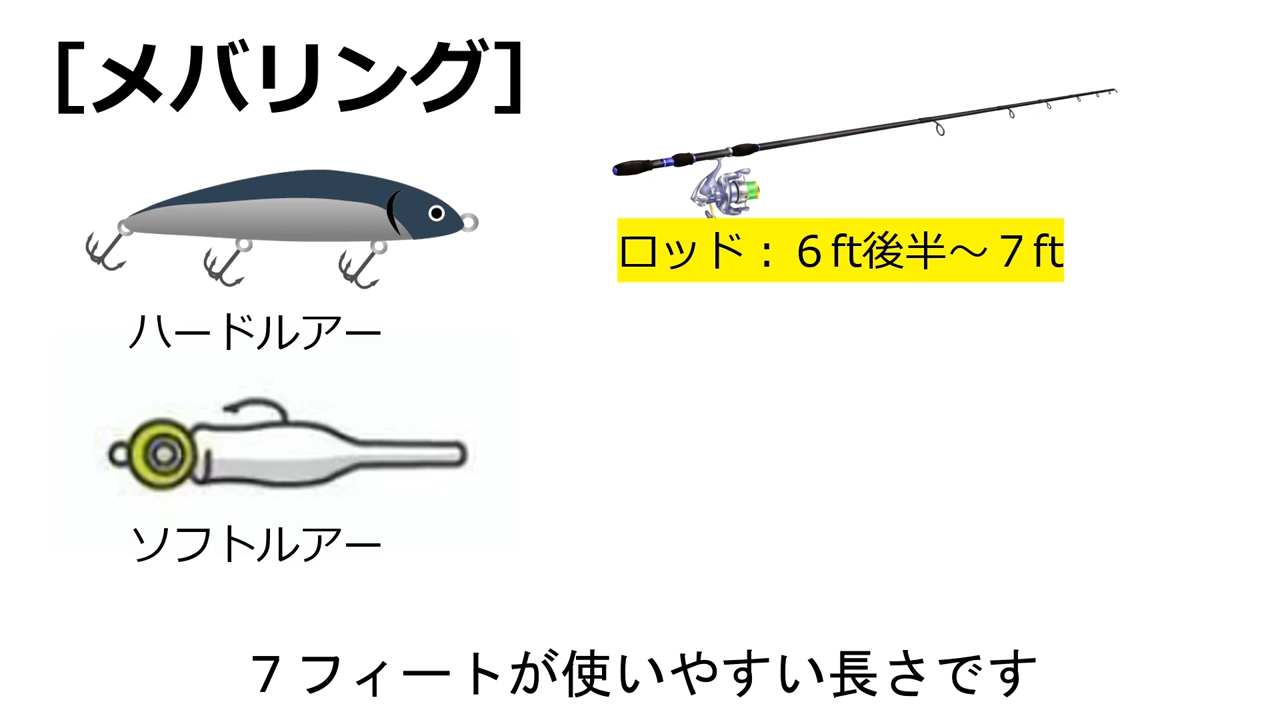 ［メバリング］
ハードルアー
ソフトルアー
ロッド：６ft後半～７ft
７フィートが使いやすい長さです